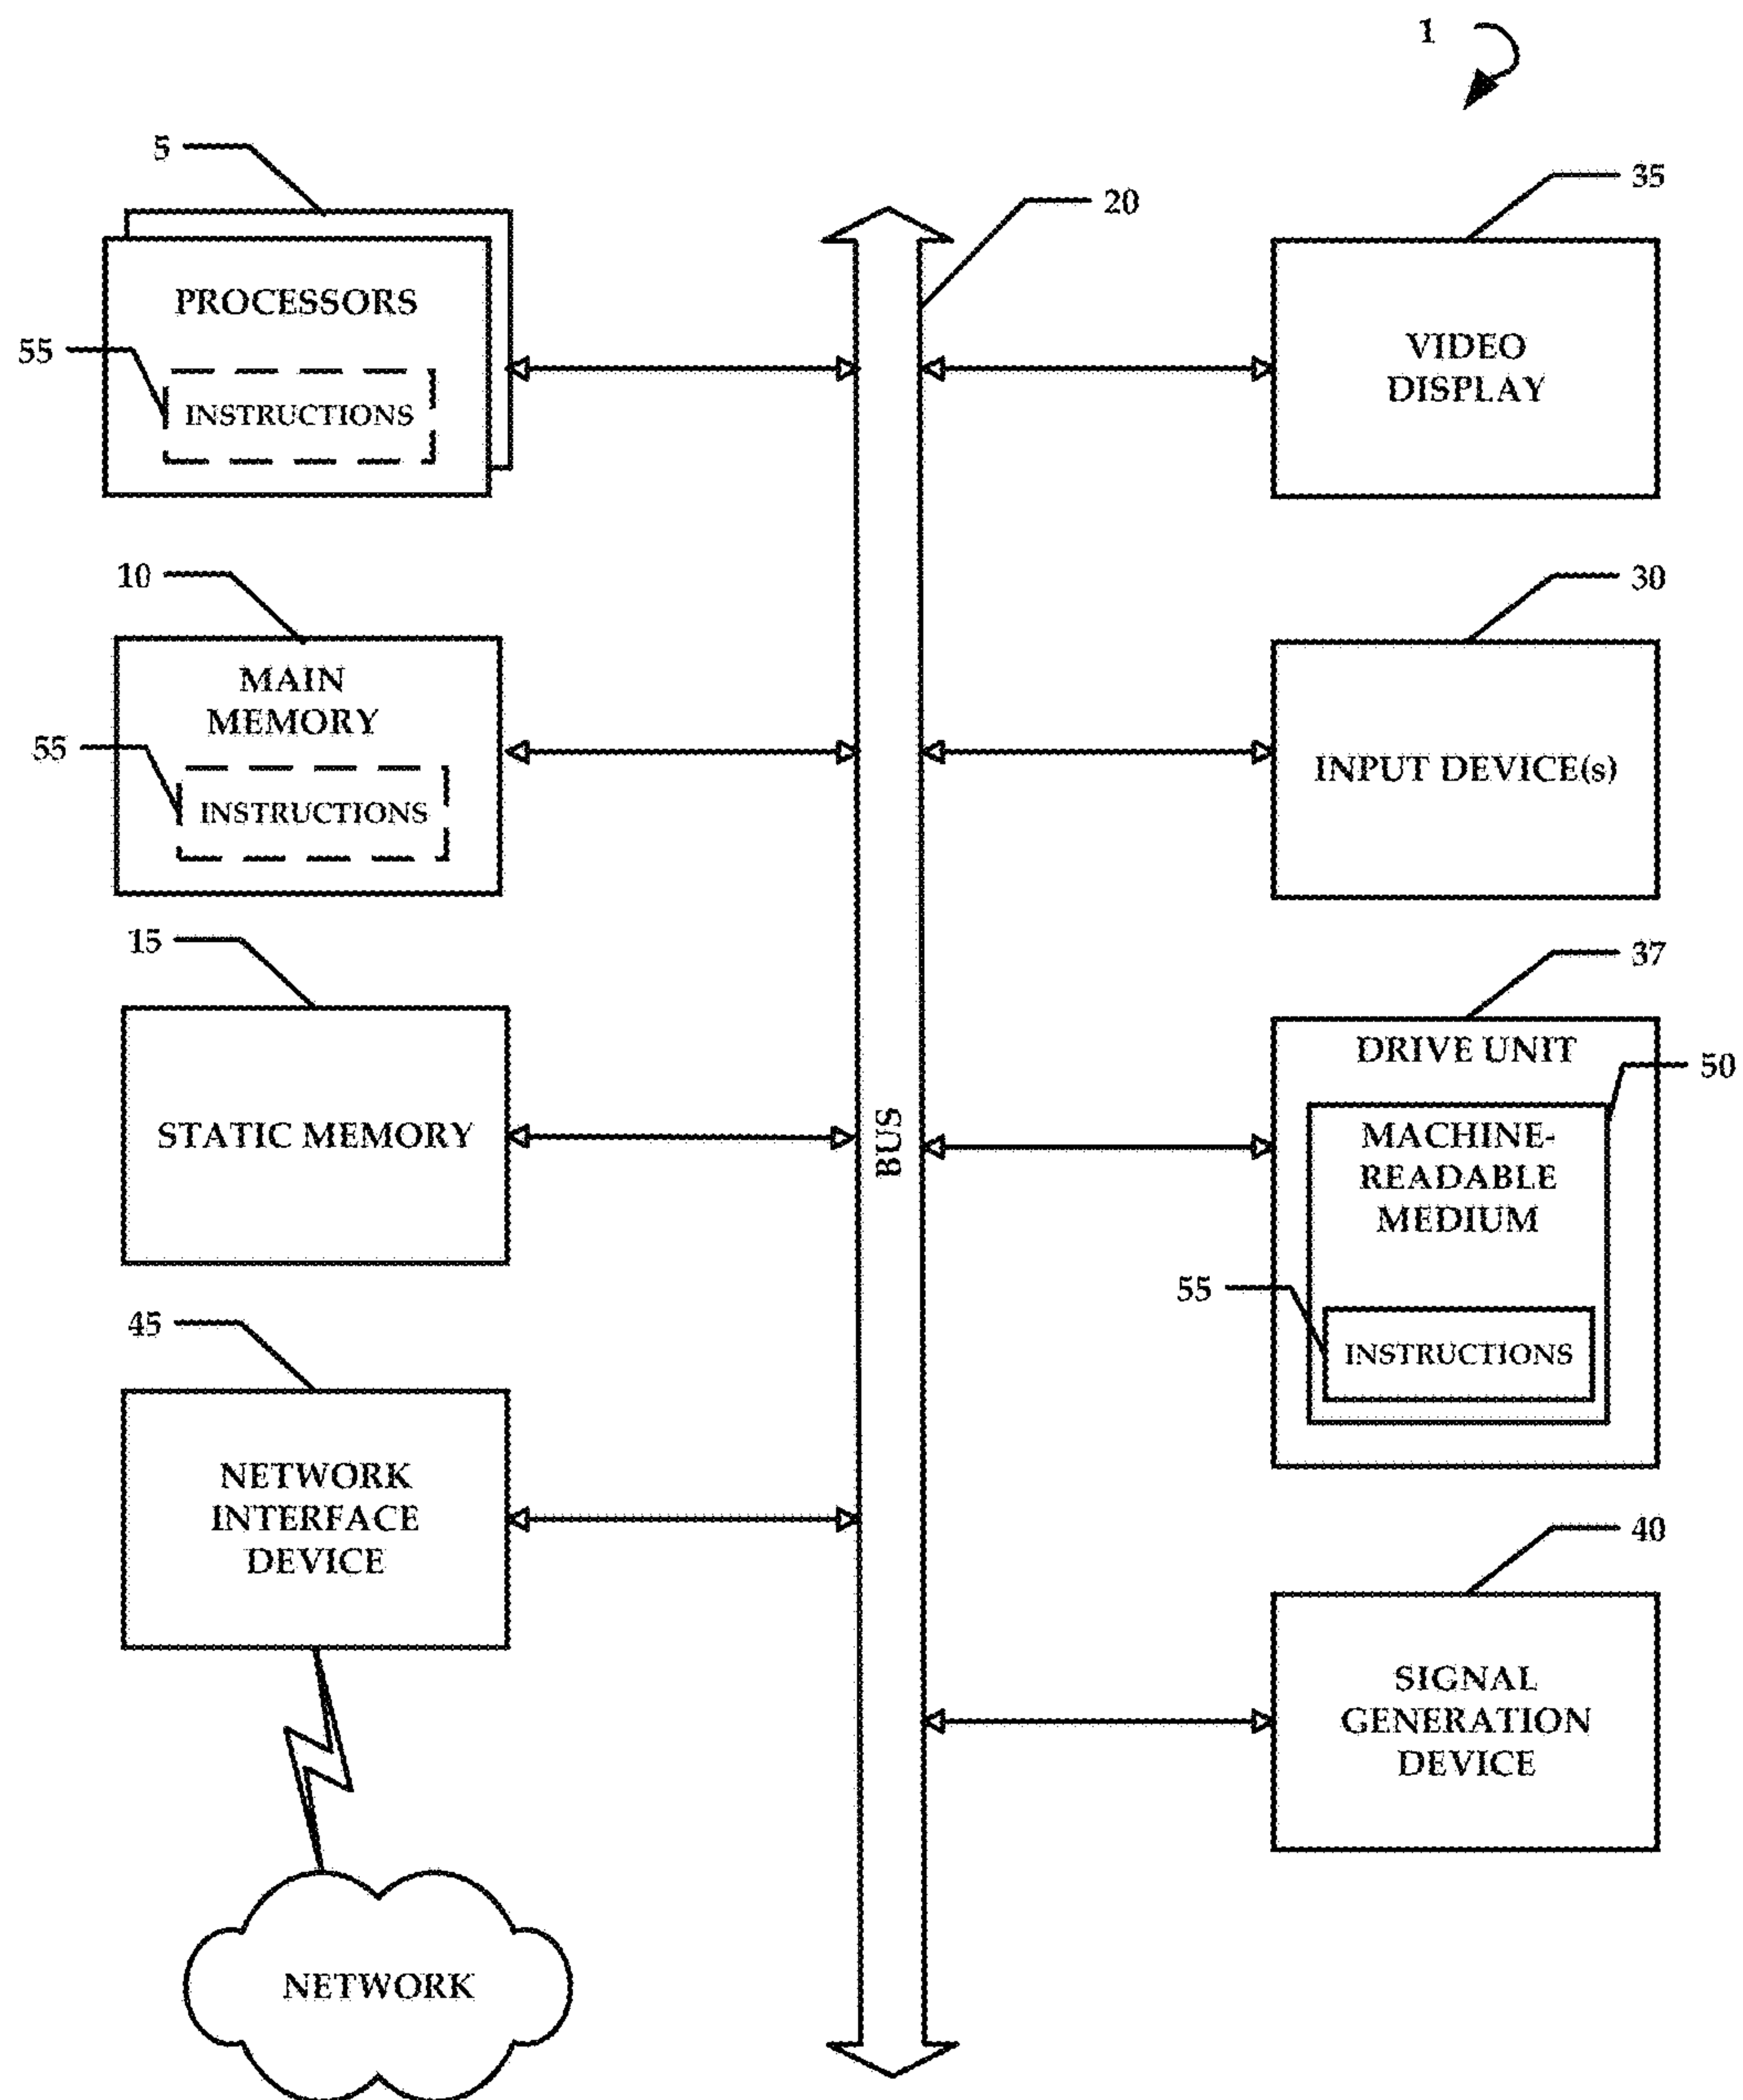 1
5
PROCESSORS
55
INSTRUCTIONS
20
35
VIDEO
DISPLAY
10
MAIN
MEMORY
55
INSTRUCTIONS
30
INPUT DEVICE(s)
15
STATIC MEMORY
BUS
37
DRIVE UNIT
50
MACHINE-
READABLE
MEDIUM
55
INSTRUCTIONS
45
NETWORK
INTERFACE
DEVICE
40
SIGNAL
GENERATION
DEVICE
NETWORK